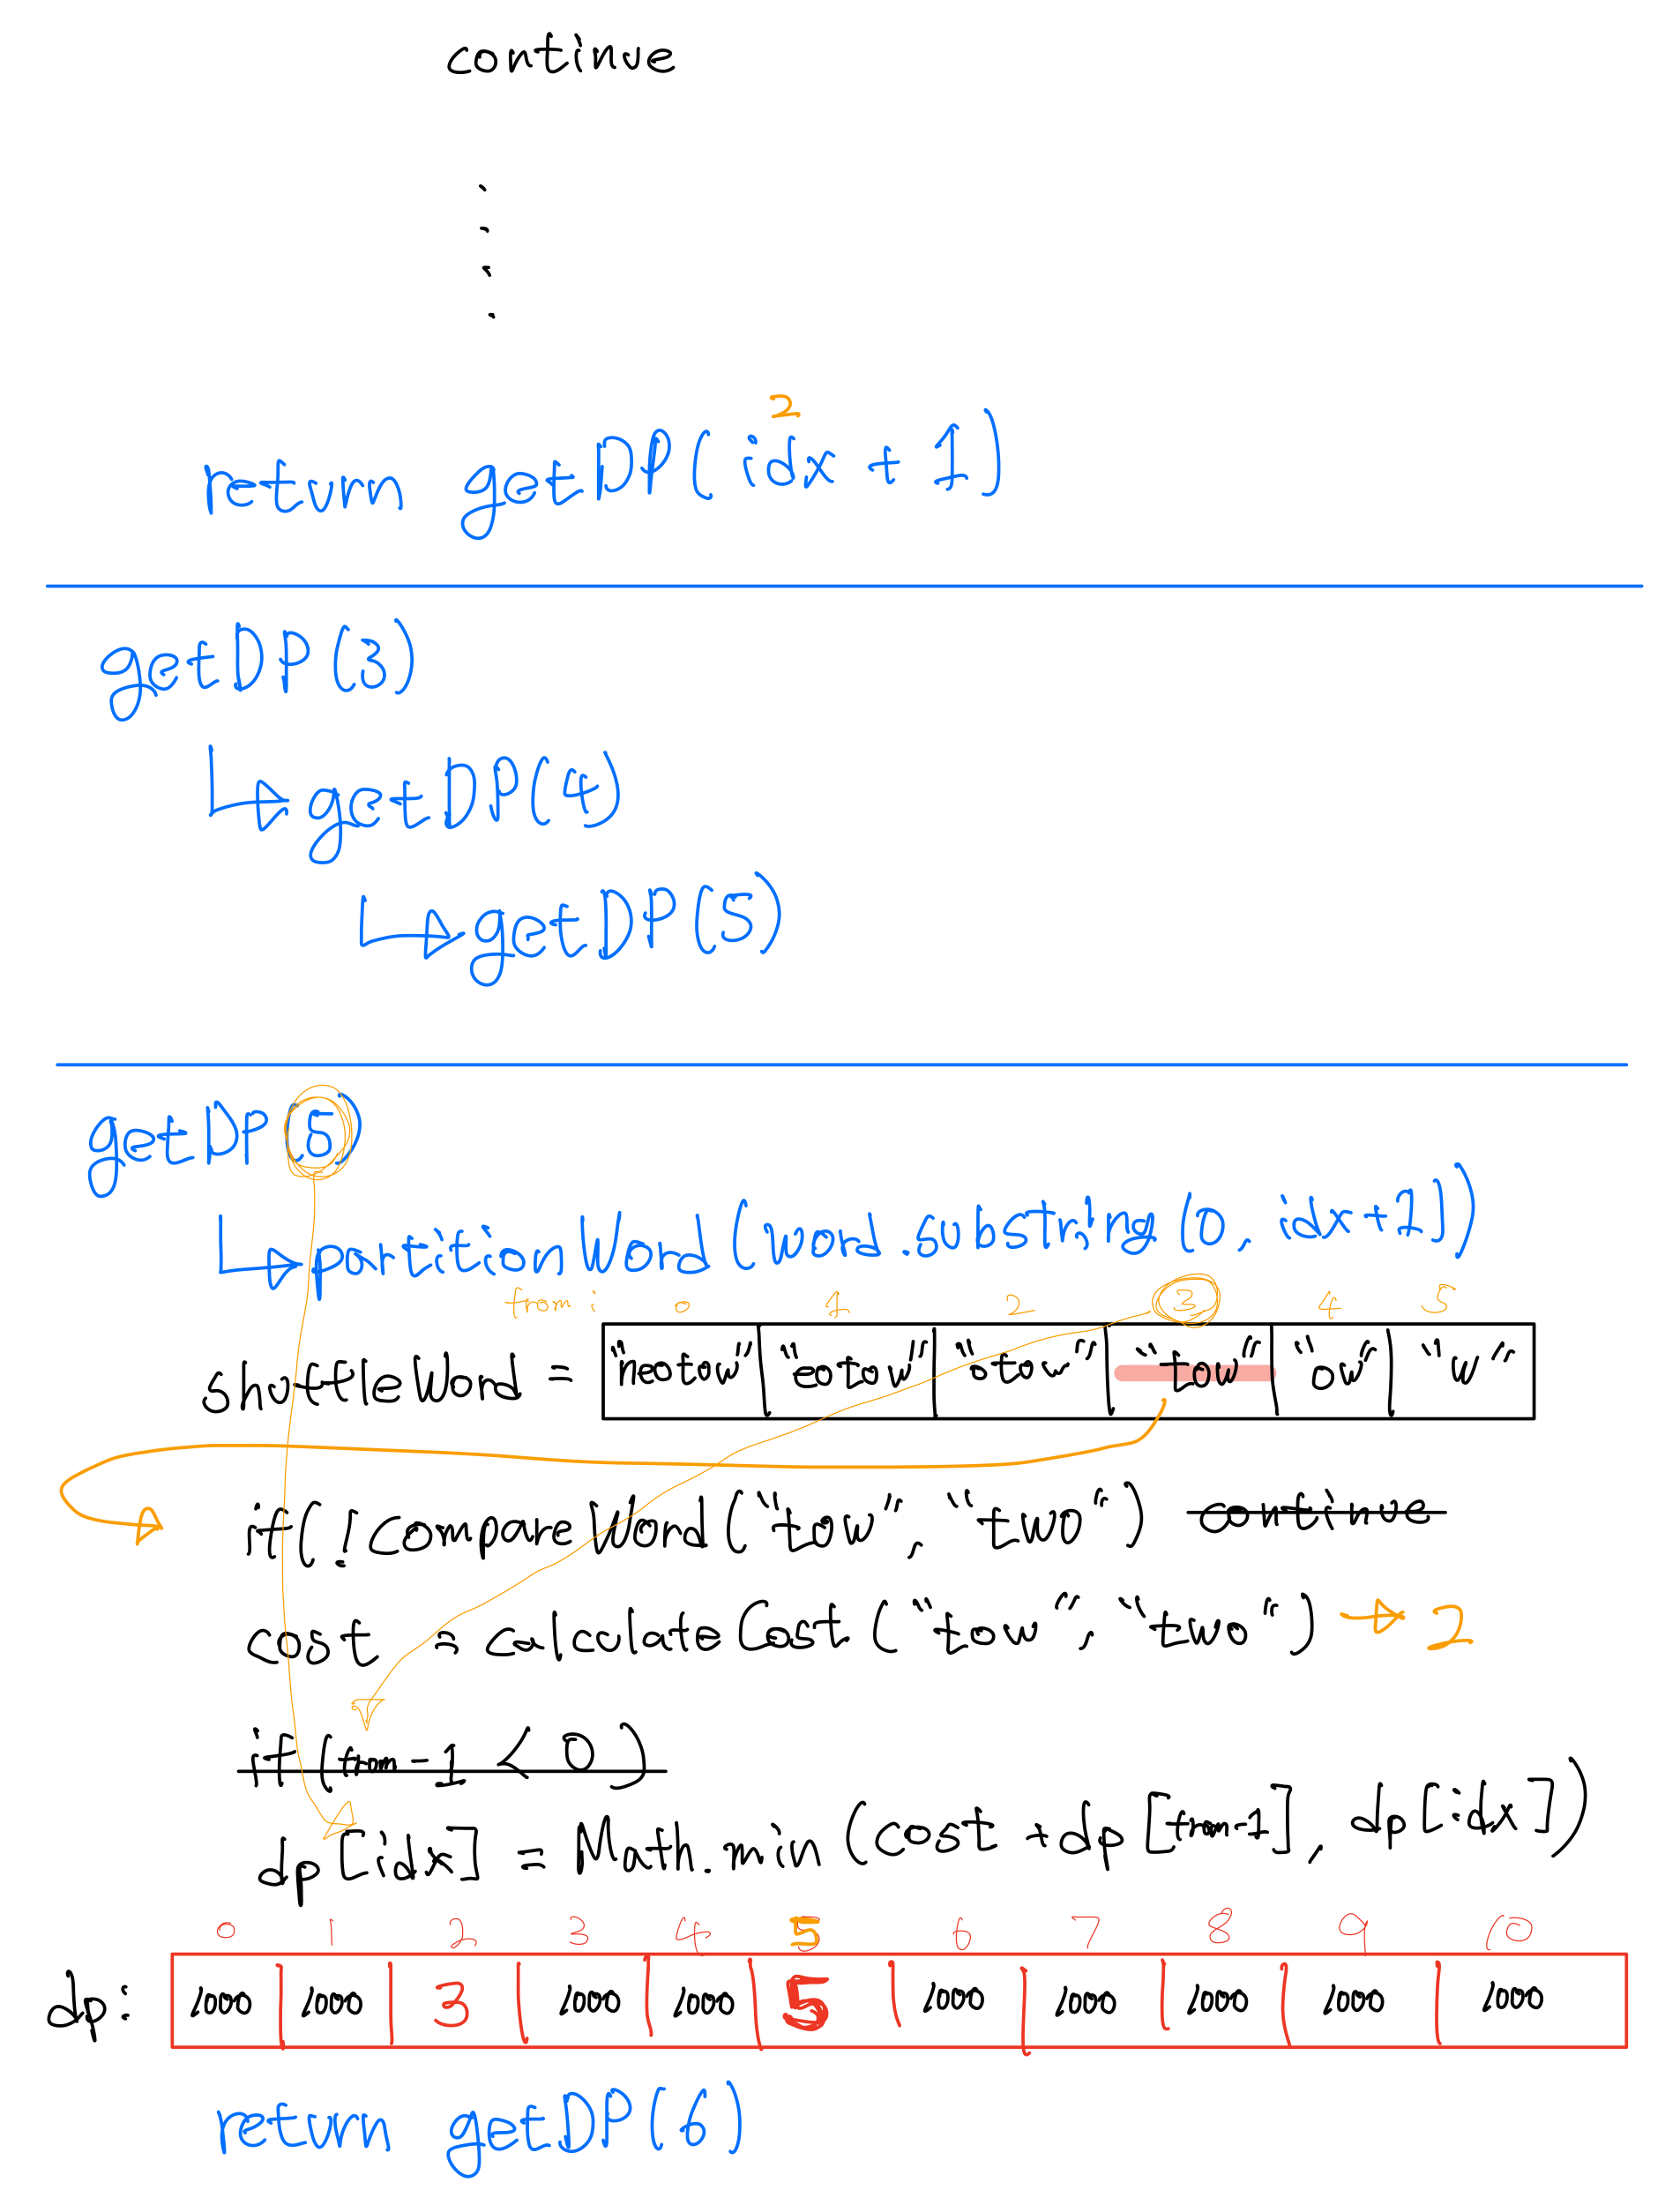 continue
2
return getDP(idx + 1)
getDP(3)
getDP(4)
getDP(5)
getDP(5)
partitionWord(word.substring(0, idx+1))
from i 0 1 2 3 4 5
shuffleWord = "neotow" "eotow" "otow" "tow" "ow" "w"
if(!compareWord("tow", "two") continue
cost = calculateCost("tow", "two") → 2
if(from-1 < 0)
dp[idx] = Math.min(cost + dp[from-1], dp[idx])
0 1 2 3 4 5 6 7 8 9 10
dp: 1000 1000 3 1000 1000 5 1000 1000 1000 1000 1000
return getDP(6)